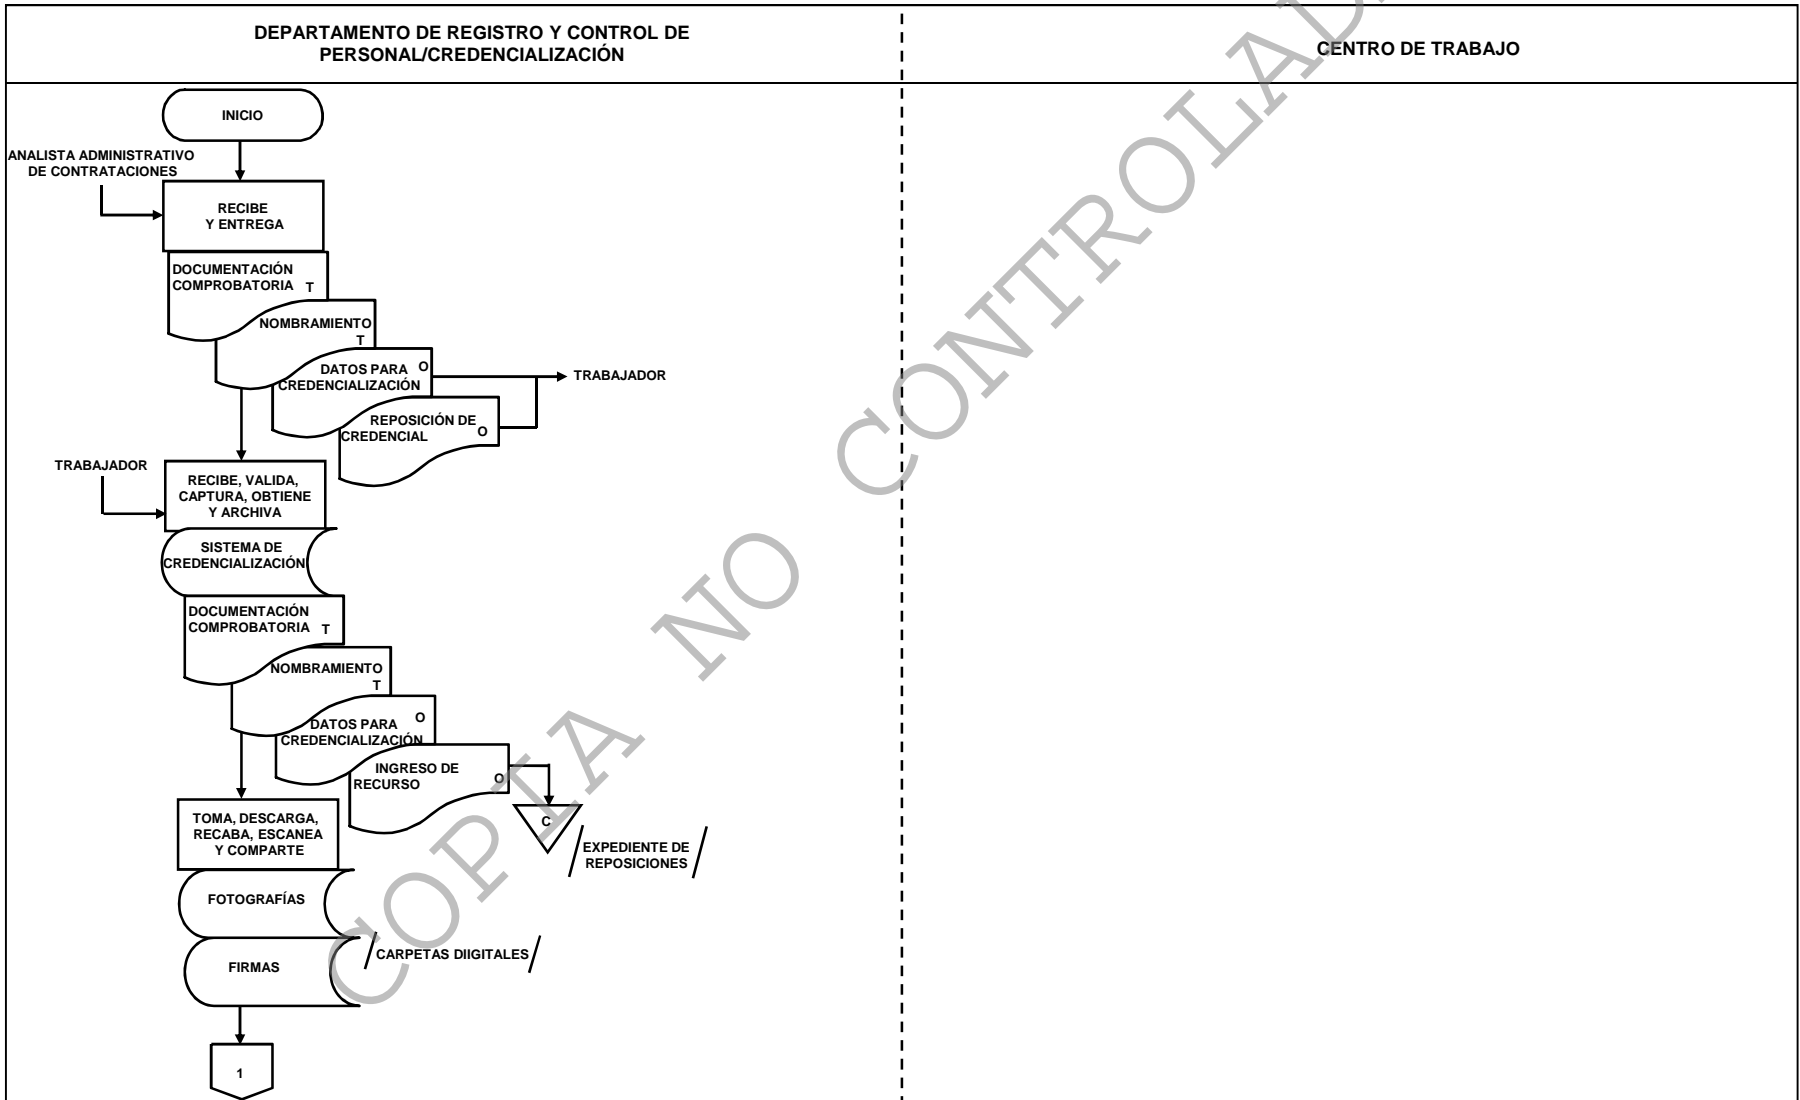 DEPARTAMENTO DE REGISTRO Y CONTROL DE
PERSONAL/CREDENCIALIZACIÓN
CENTRO DE TRABAJO
INICIO
ANALISTA ADMINISTRATIVO
DE CONTRATACIONES
RECIBE
Y ENTREGA
DOCUMENTACIÓN
COMPROBATORIA T
NOMBRAMIENTO
T
DATOS PARA O
CREDENCIALIZACIÓN
TRABAJADOR
REPOSICIÓN DE
CREDENCIAL O
TRABAJADOR
RECIBE, VALIDA,
CAPTURA, OBTIENE
Y ARCHIVA
SISTEMA DE
CREDENCIALIZACIÓN
DOCUMENTACIÓN
COMPROBATORIA T
NOMBRAMIENTO
T
DATOS PARA O
CREDENCIALIZACIÓN
INGRESO DE
RECURSO O
C
EXPEDIENTE DE
REPOSICIONES
TOMA, DESCARGA,
RECABA, ESCANEA
Y COMPARTE
FOTOGRAFÍAS
FIRMAS
CARPETAS DIIGITALES
1
COPIA NO CONTROLAD